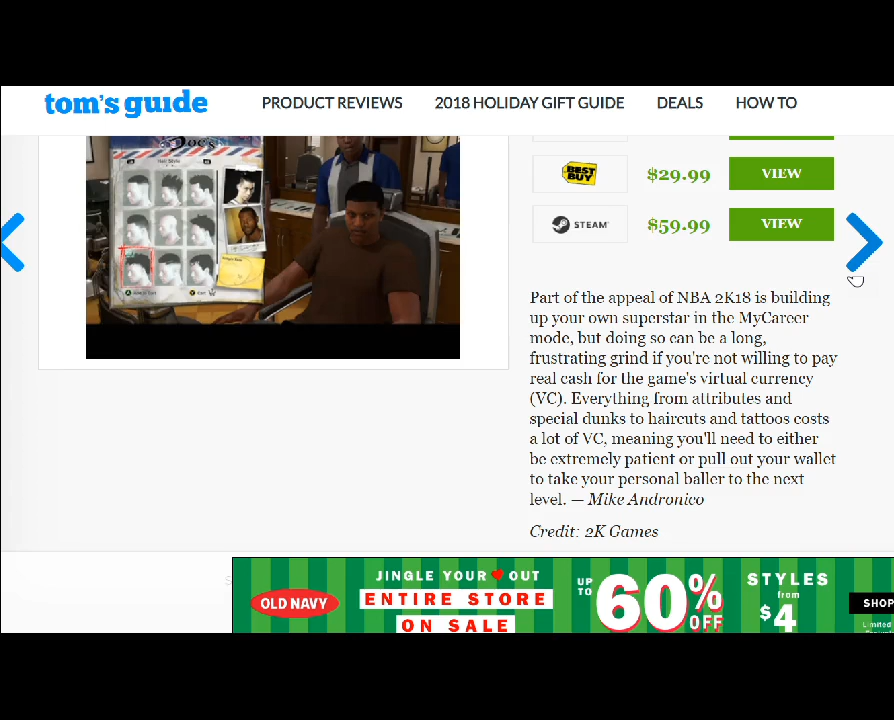 tom's guide
PRODUCT REVIEWS 2018 HOLIDAY GIFT GUIDE DEALS HOW TO
Doc's
Hair Style
BEST BUY $29.99 VIEW
STEAM $59.99 VIEW
Part of the appeal of NBA 2K18 is building
up your own superstar in the MyCareer
mode, but doing so can be a long,
frustrating grind if you're not willing to pay
real cash for the game's virtual currency
(VC). Everything from attributes and
special dunks to haircuts and tattoos costs
a lot of VC, meaning you'll need to either
be extremely patient or pull out your wallet
to take your personal baller to the next
level. — Mike Andronico
Credit: 2K Games
OLD NAVY
JINGLE YOUR OUT
ENTIRE STORE
ON SALE
UP TO 60% OFF
STYLES
from
$4
SHOP
Limited